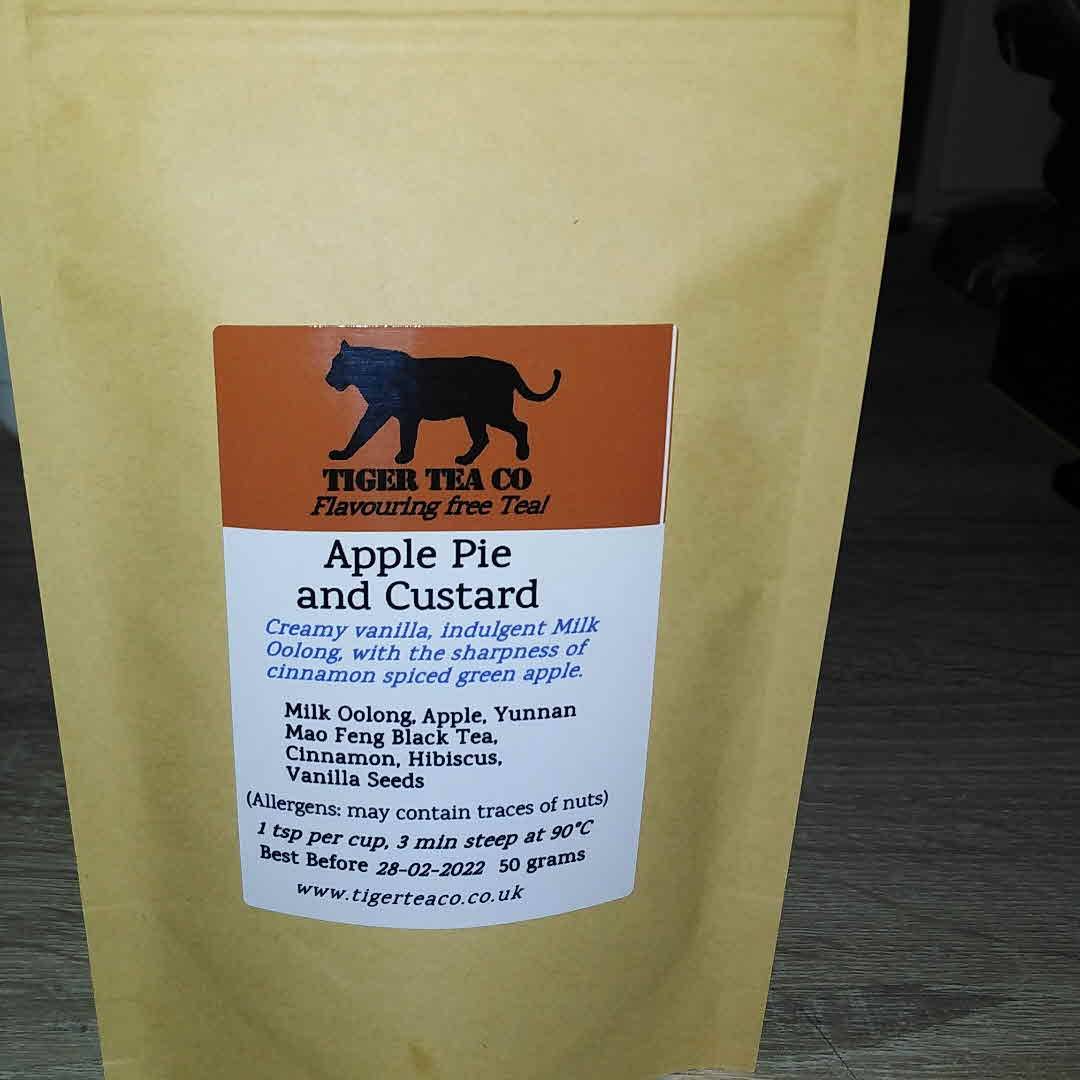 TIGER TEA CO
Flavouring free Tea!
Apple Pie
and Custard
Creamy vanilla, indulgent Milk
Oolong, with the sharpness of
cinnamon spiced green apple.
Milk Oolong, Apple, Yunnan
Mao Feng Black Tea,
Cinnamon, Hibiscus,
Vanilla Seeds
(Allergens: may contain traces of nuts)
1 tsp per cup, 3 min steep at 90°C
Best Before 28-02-2022 50 grams
www.tigerteaco.co.uk